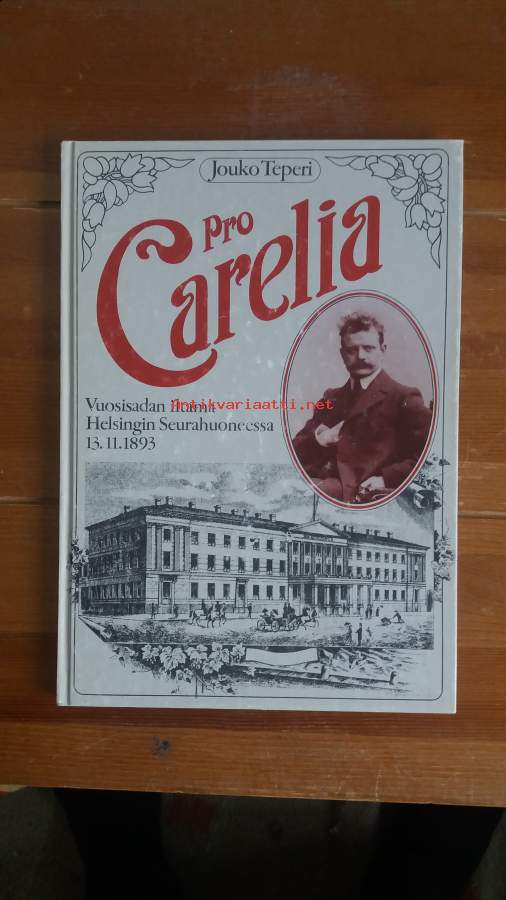 Jouko Teperi
Pro
Carelia
Vuosisadan
Helsingin Seurahuoneessa
13.11.1893
antikvariaatti.net